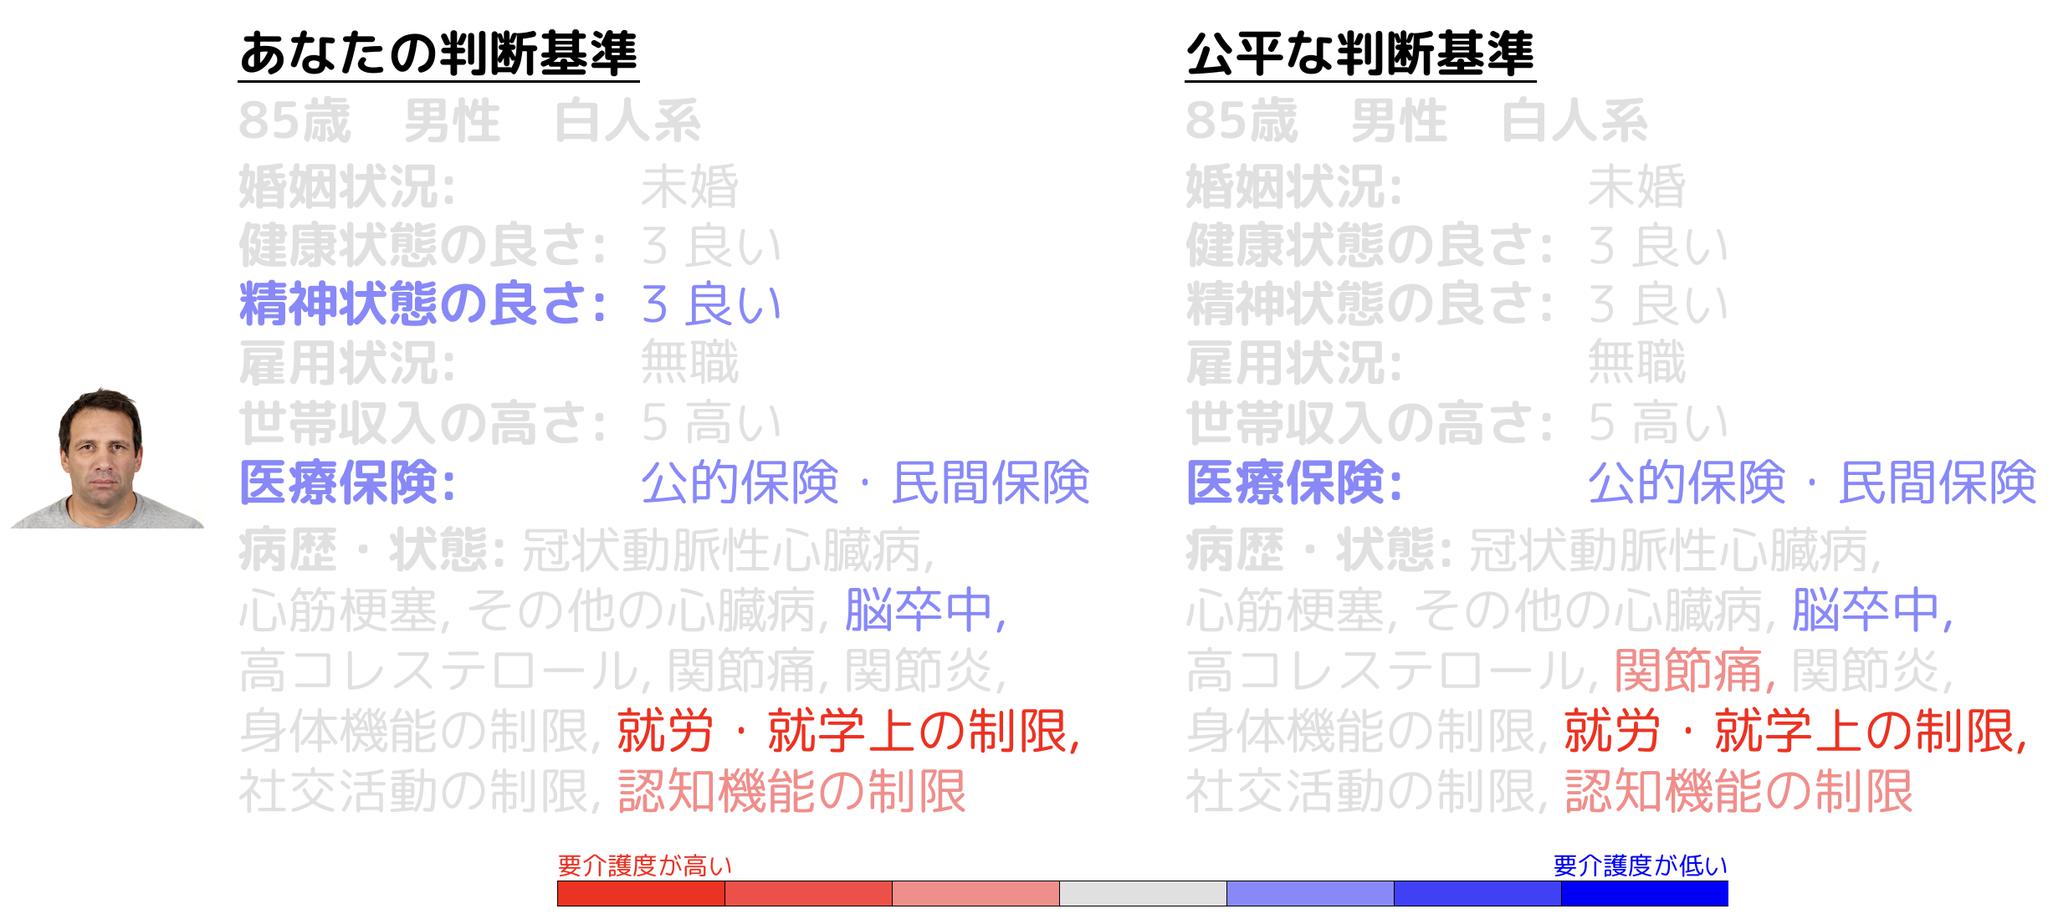 あなたの判断基準
85歳 男性 白人系
婚姻状況: 未婚
健康状態の良さ: 3 良い
精神状態の良さ: 3 良い
雇用状況: 無職
世帯収入の高さ: 5 高い
医療保険: 公的保険・民間保険
病歴・状態: 冠状動脈性心臓病,
心筋梗塞, その他の心臓病, 脳卒中,
高コレステロール, 関節痛, 関節炎,
身体機能の制限, 就労・就学上の制限,
社交活動の制限, 認知機能の制限
公平な判断基準
85歳 男性 白人系
婚姻状況: 未婚
健康状態の良さ: 3 良い
精神状態の良さ: 3 良い
雇用状況: 無職
世帯収入の高さ: 5 高い
医療保険: 公的保険・民間保険
病歴・状態: 冠状動脈性心臓病,
心筋梗塞, その他の心臓病, 脳卒中,
高コレステロール, 関節痛, 関節炎,
身体機能の制限, 就労・就学上の制限,
社交活動の制限, 認知機能の制限
要介護度が高い
要介護度が低い